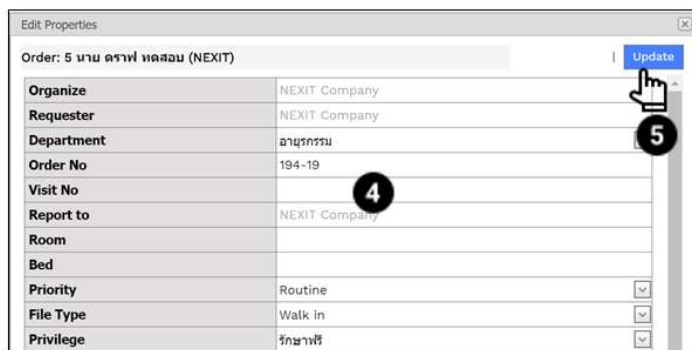 Edit Properties
Order: 5 นาย ดราฟ ทดสอบ (NEXIT) | Update
Organize NEXIT Company
Requester NEXIT Company
Department อายุรกรรม 5
Order No 194-19
Visit No 4
Report to NEXIT Company
Room
Bed
Priority Routine
File Type Walk in
Privilege รักษาฟรี